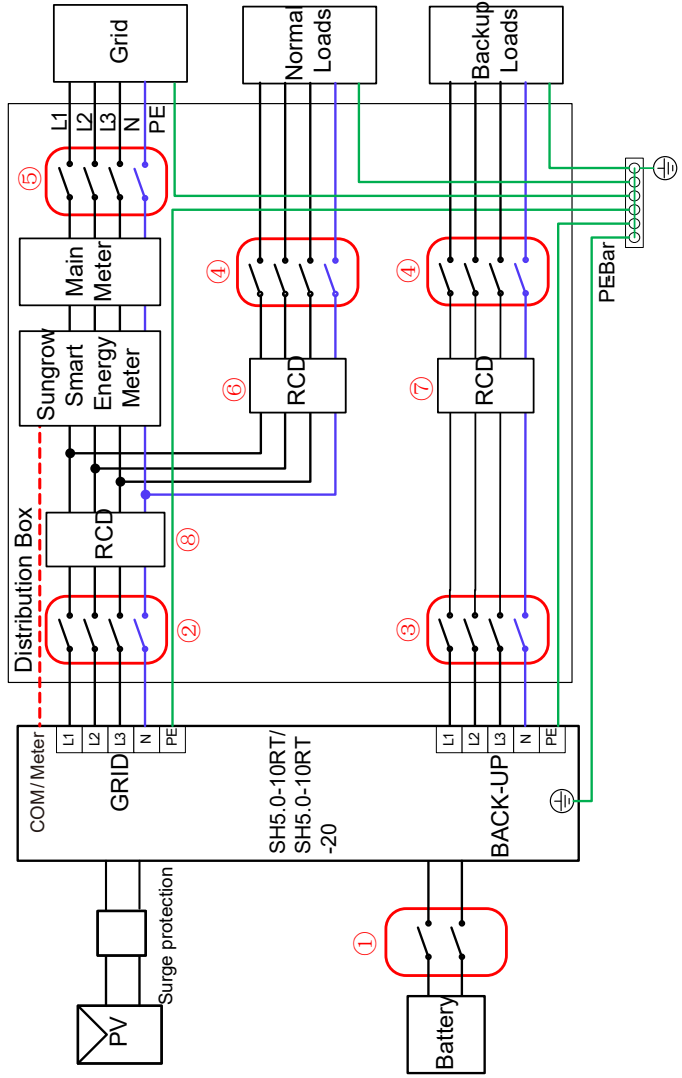 Grid
Normal
Loads
Backup
Loads
L1
L2
L3
N
PE
⑤
Main
Meter
④
④
Sungrow
Smart
Energy
Meter
⑥
RCD
⑦
RCD
PEBar
Distribution Box
RCD
⑧
②
③
COM/ Meter
L1
L2
L3
N
PE
GRID
SH5.0-10RT/
SH5.0-10RT
-20
L1
L2
L3
N
PE
BACK-UP
Surge protection
①
PV
Battery